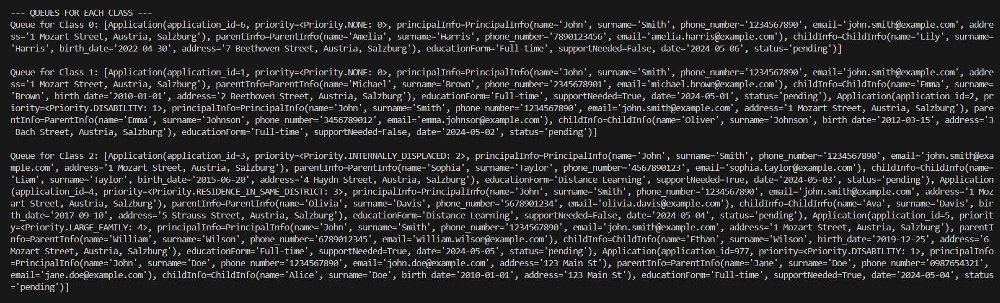 --- QUEUES FOR EACH CLASS ---
Queue for Class 0: [Application(application_id=6, priority=<Priority.NONE: 0>, principalInfo=PrincipalInfo(name='John', surname='Smith', phone_number='1234567890', email='john.smith@example.com', addre
ss='1 Mozart Street, Austria, Salzburg'), parentInfo=ParentInfo(name='Amelia', surname='Harris', phone_number='7890123456', email='amelia.harris@example.com'), childInfo=ChildInfo(name='Lily', surname=
'Harris', birth_date='2022-04-30', address='7 Beethoven Street, Austria, Salzburg'), educationForm='Full-time', supportNeeded=False, date='2024-05-06', status='pending')]
Queue for Class 1: [Application(application_id=1, priority=<Priority.NONE: 0>, principalInfo=PrincipalInfo(name='John', surname='Smith', phone_number='1234567890', email='john.smith@example.com', addre
ss='1 Mozart Street, Austria, Salzburg'), parentInfo=ParentInfo(name='Michael', surname='Brown', phone_number='2345678901', email='michael.brown@example.com'), childInfo=ChildInfo(name='Emma', surname=
'Brown', birth_date='2010-01-01', address='2 Beethoven Street, Austria, Salzburg'), educationForm='Full-time', supportNeeded=True, date='2024-05-01', status='pending'), Application(application_id=2, pr
iority=<Priority.DISABILITY: 1>, principalInfo=PrincipalInfo(name='John', surname='Smith', phone_number='1234567890', email='john.smith@example.com', address='1 Mozart Street, Austria, Salzburg'), pare
ntInfo=ParentInfo(name='Emma', surname='Johnson', phone_number='3456789012', email='emma.johnson@example.com'), childInfo=ChildInfo(name='Oliver', surname='Johnson', birth_date='2012-03-15', address='3
 Bach Street, Austria, Salzburg'), educationForm='Full-time', supportNeeded=False, date='2024-05-02', status='pending')]
Queue for Class 2: [Application(application_id=3, priority=<Priority.INTERNALLY_DISPLACED: 2>, principalInfo=PrincipalInfo(name='John', surname='Smith', phone_number='1234567890', email='john.smith@exa
mple.com', address='1 Mozart Street, Austria, Salzburg'), parentInfo=ParentInfo(name='Sophia', surname='Taylor', phone_number='4567890123', email='sophia.taylor@example.com'), childInfo=ChildInfo(name=
'Liam', surname='Taylor', birth_date='2015-06-20', address='4 Haydn Street, Austria, Salzburg'), educationForm='Distance Learning', supportNeeded=True, date='2024-05-03', status='pending'), Application
(application_id=4, priority=<Priority.RESIDENCE_IN_SAME_DISTRICT: 3>, principalInfo=PrincipalInfo(name='John', surname='Smith', phone_number='1234567890', email='john.smith@example.com', address='1 Moz
art Street, Austria, Salzburg'), parentInfo=ParentInfo(name='Olivia', surname='Davis', phone_number='5678901234', email='olivia.davis@example.com'), childInfo=ChildInfo(name='Ava', surname='Davis', bir
th_date='2017-09-10', address='5 Strauss Street, Austria, Salzburg'), educationForm='Distance Learning', supportNeeded=False, date='2024-05-04', status='pending'), Application(application_id=5, priorit
y=<Priority.LARGE_FAMILY: 4>, principalInfo=PrincipalInfo(name='John', surname='Smith', phone_number='1234567890', email='john.smith@example.com', address='1 Mozart Street, Austria, Salzburg'), parentI
nfo=ParentInfo(name='William', surname='Wilson', phone_number='6789012345', email='william.wilson@example.com'), childInfo=ChildInfo(name='Ethan', surname='Wilson', birth_date='2019-12-25', address='6 
Mozart Street, Austria, Salzburg'), educationForm='Full-time', supportNeeded=True, date='2024-05-05', status='pending'), Application(application_id=977, priority=<Priority.DISABILITY: 1>, principalInfo
=PrincipalInfo(name='John', surname='Doe', phone_number='1234567890', email='john.doe@example.com', address='123 Main St'), parentInfo=ParentInfo(name='Jane', surname='Doe', phone_number='0987654321', 
email='jane.doe@example.com'), childInfo=ChildInfo(name='Alice', surname='Doe', birth_date='2010-01-01', address='123 Main St'), educationForm='Full-time', supportNeeded=True, date='2024-05-04', status
='pending')]